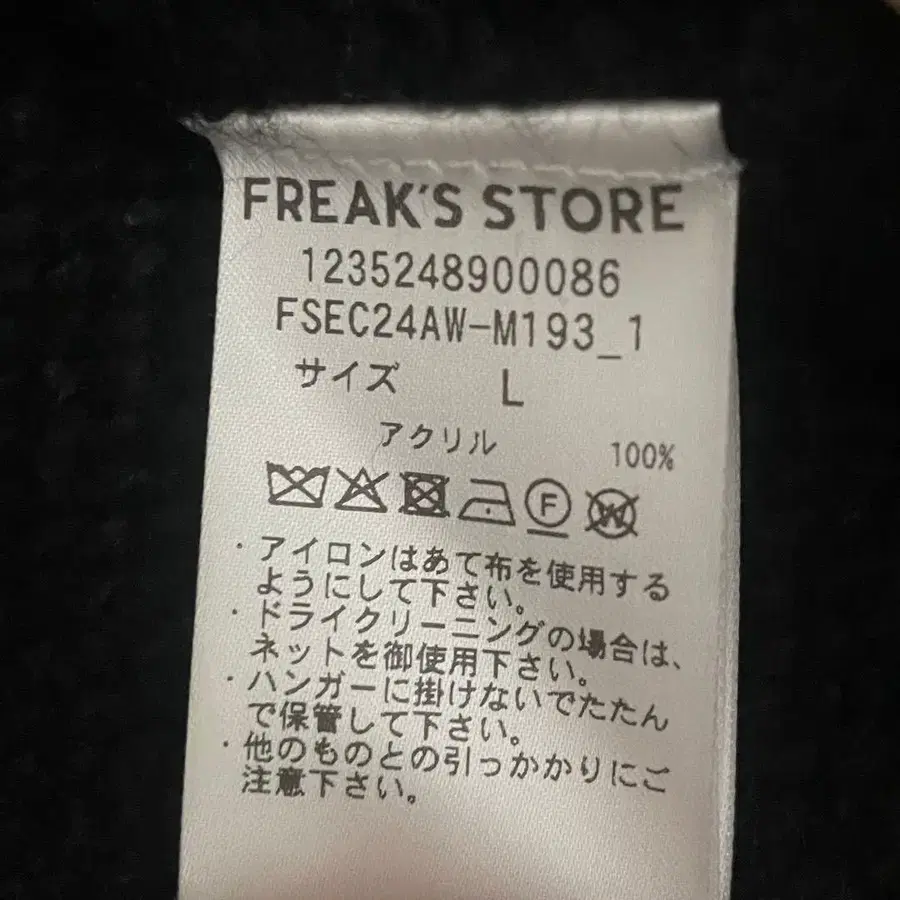 FREAK'S STORE
1235248900086
FSEC24AW-M193_1
サイズ L
アクリル 100%
F W
・アイロンはあて布を使用する
ようにして下さい。
・ドライクリーニングの場合は、
ネットを御使用下さい。
・ハンガーに掛けないでたたん
で保管して下さい。
・他のものとの引っかかりにご
注意下さい。